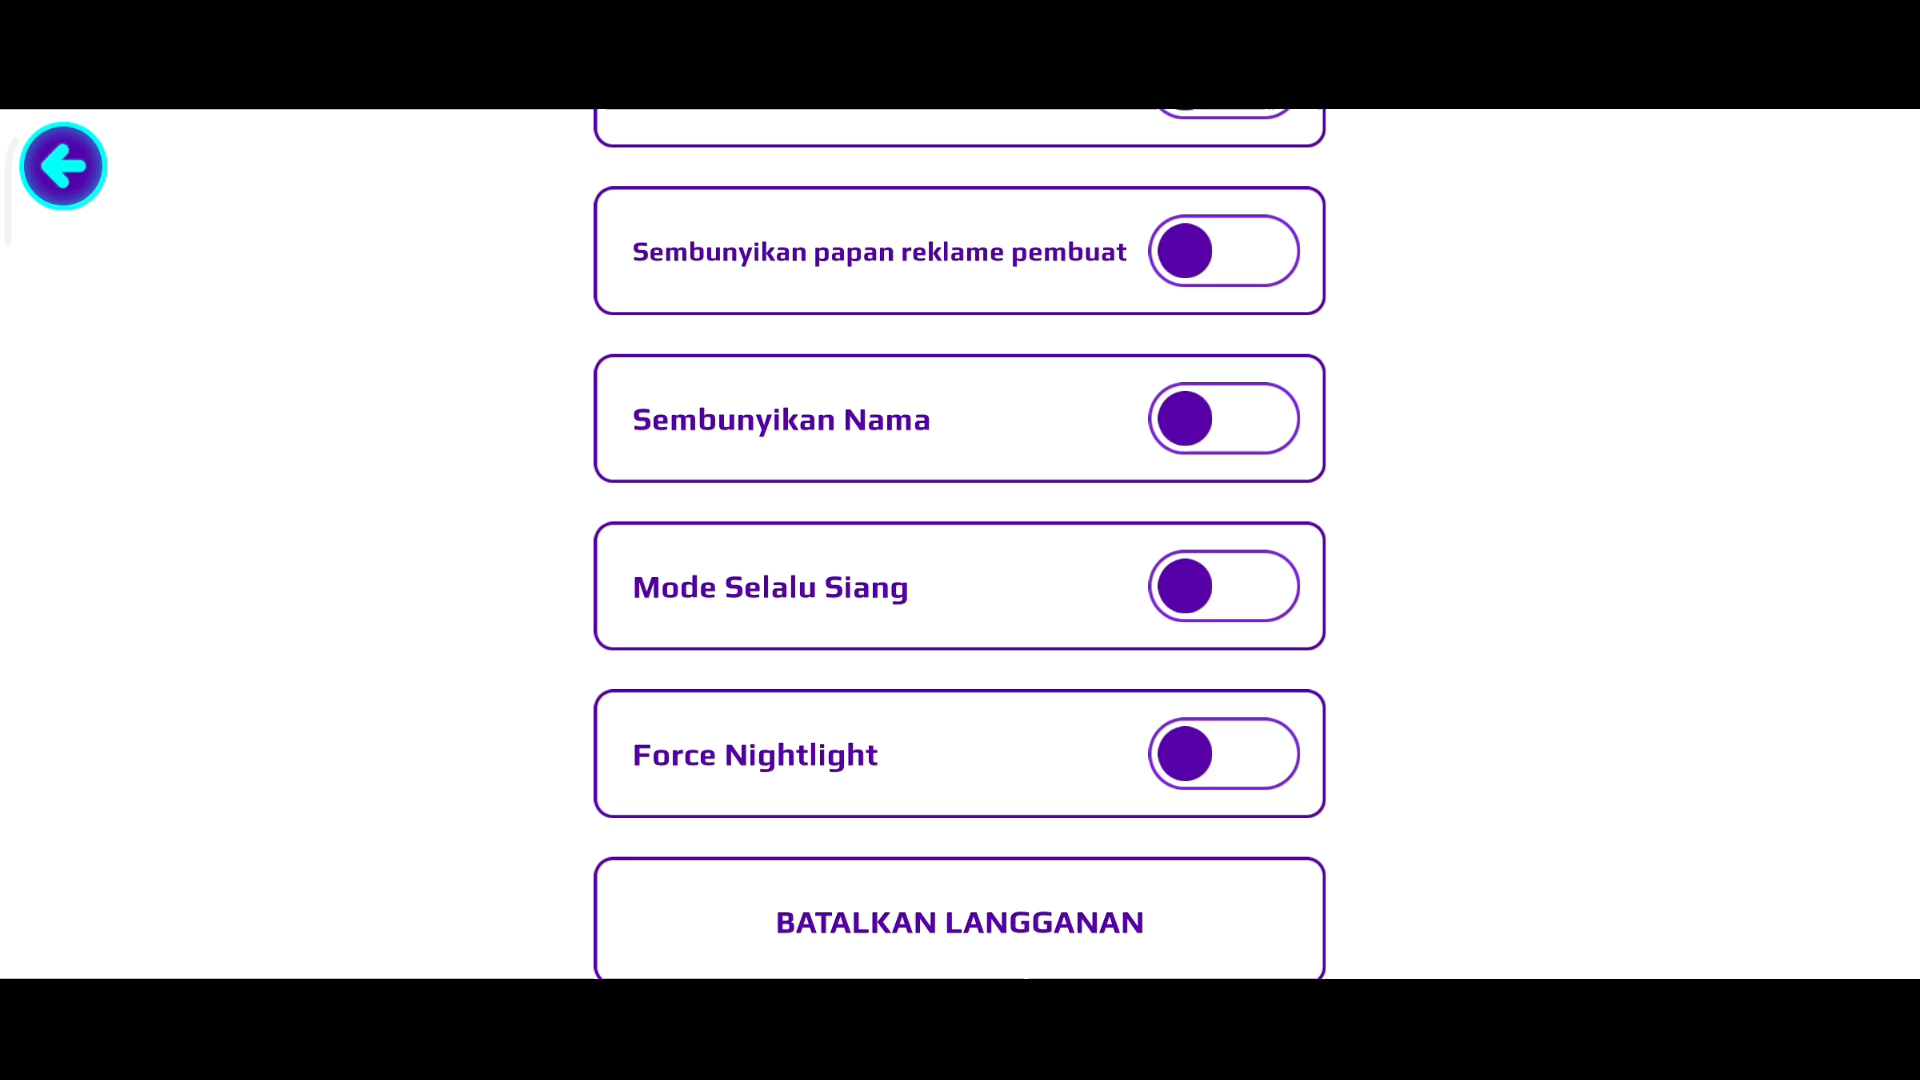 Sembunyikan papan reklame pembuat
Sembunyikan Nama
Mode Selalu Siang
Force Nightlight
BATALKAN LANGGANAN